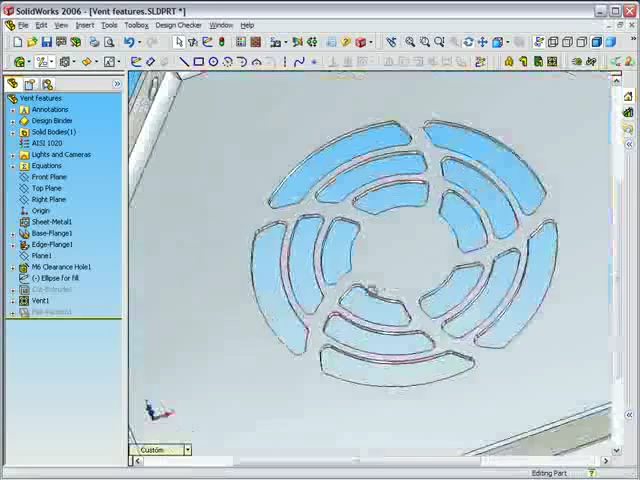 SolidWorks 2006 - [Vent features.SLDPRT *]
File Edit View Insert Tools Toolbox Design Checker Window Help
Vent features
Annotations
Design Binder
Solid Bodies(1)
AISI 1020
Lights and Cameras
Equations
Front Plane
Top Plane
Right Plane
Origin
Sheet-Metal1
Base-Flange1
Edge-Flange1
Plane1
M6 Clearance Hole1
(-) Ellipse for fill
Vent1
Custom
Editing Part